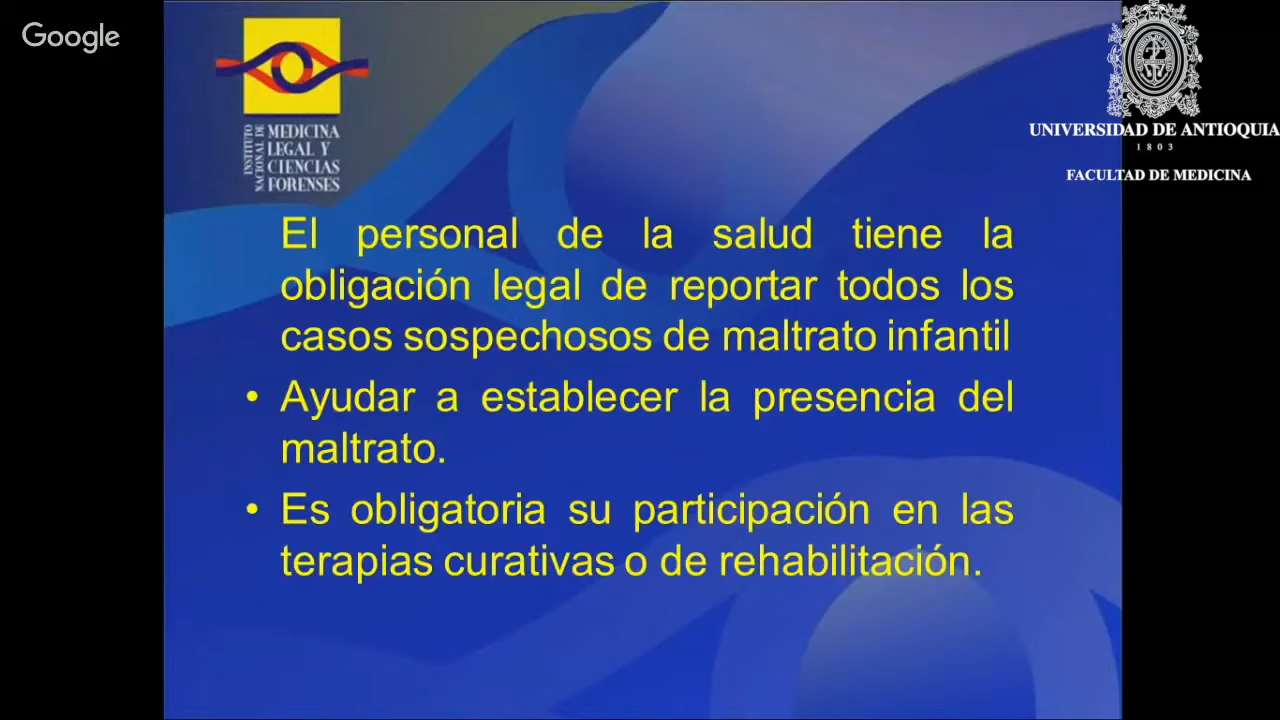 Google
INSTITUTO
NACIONAL DE
MEDICINA
LEGAL Y
CIENCIAS
FORENSES
UNIVERSIDAD DE ANTIOQUIA
1803
FACULTAD DE MEDICINA
El personal de la salud tiene la
obligación legal de reportar todos los
casos sospechosos de maltrato infantil
• Ayudar a establecer la presencia del
maltrato.
• Es obligatoria su participación en las
terapias curativas o de rehabilitación.